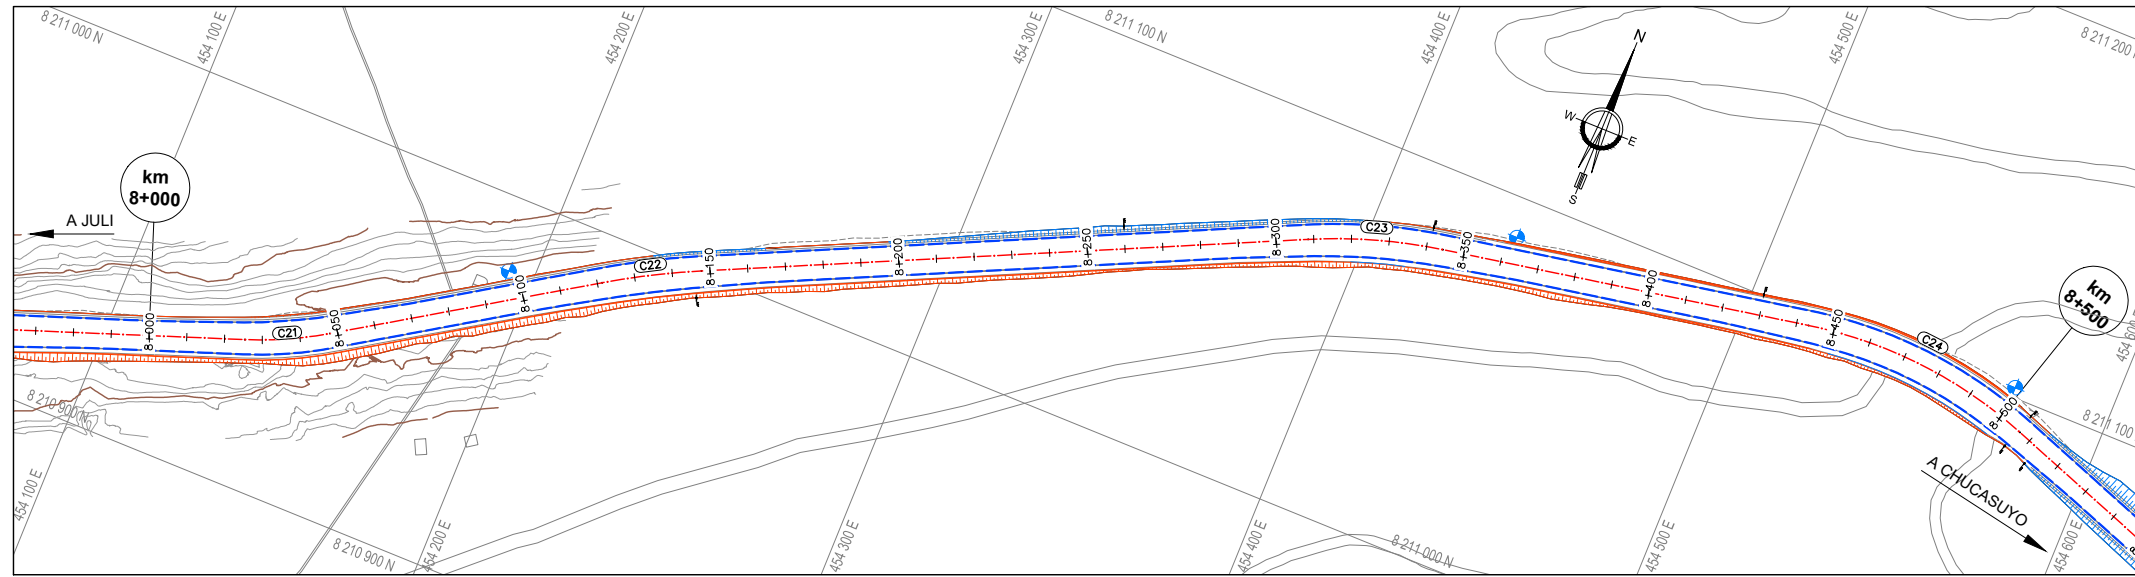 8 211 000 N
454 100 E
454 200 E
454 300 E
8 211 100 N
454 400 E
454 500 E
8 211 200
N
W
E
S
km
8+000
A JULI
8+000
C21
8+050
8+100
C22
8+150
8+200
8+250
8+300
C23
8+350
8+400
8+450
C24
8+500
km
8+500
454 600
8 210 900 N
454 100 E
8 210 900 N
454 200 E
454 300 E
454 400 E
8 211 000 N
454 500 E
454 600 E
8 211 100
A CHUCASUYO